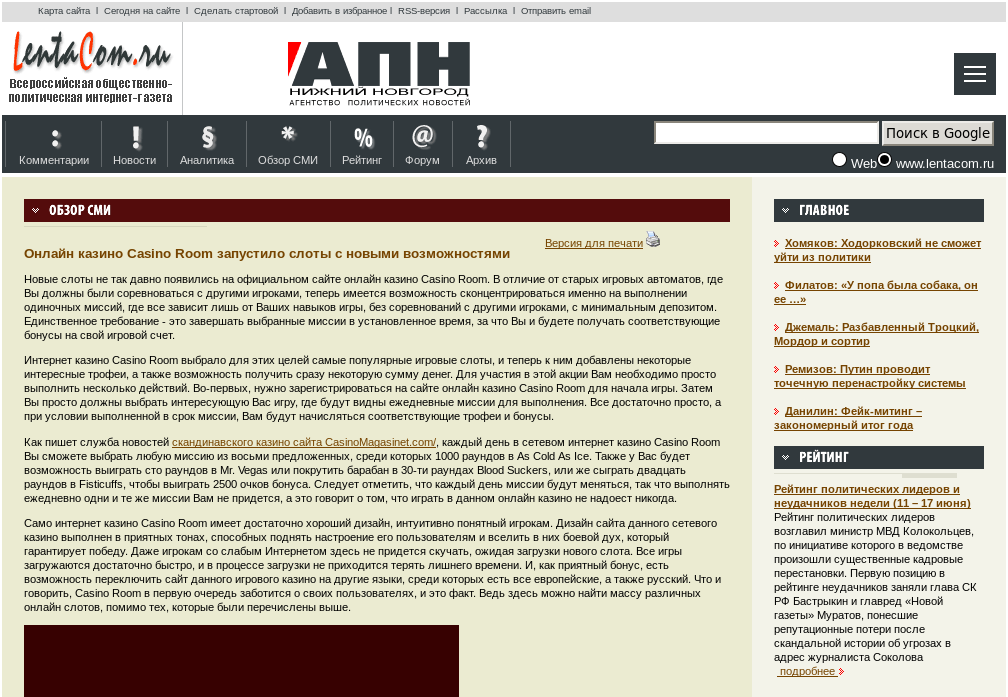 Карта сайта I Сегодня на сайте I Сделать стартовой I Добавить в избранное I RSS-версия I Рассылка I Отправить email
LentaCom.ru
Всероссийская общественно-
политическая интернет-газета
АПН
НИЖНИЙ НОВГОРОД
АГЕНТСТВО ПОЛИТИЧЕСКИХ НОВОСТЕЙ
: ! § * % @ ?
Комментарии Новости Аналитика Обзор СМИ Рейтинг Форум Архив
Поиск в Google
Web www.lentacom.ru
ОБЗОР СМИ
Версия для печати
Онлайн казино Casino Room запустило слоты с новыми возможностями
Новые слоты не так давно появились на официальном сайте онлайн казино Casino Room. В отличие от старых игровых автоматов, где
Вы должны были соревноваться с другими игроками, теперь имеется возможность сконцентрироваться именно на выполнении
одиночных миссий, где все зависит лишь от Ваших навыков игры, без соревнований с другими игроками, с минимальным депозитом.
Единственное требование - это завершать выбранные миссии в установленное время, за что Вы и будете получать соответствующие
бонусы на свой игровой счет.
Интернет казино Casino Room выбрало для этих целей самые популярные игровые слоты, и теперь к ним добавлены некоторые
интересные трофеи, а также возможность получить сразу некоторую сумму денег. Для участия в этой акции Вам необходимо просто
выполнить несколько действий. Во-первых, нужно зарегистрироваться на сайте онлайн казино Casino Room для начала игры. Затем
Вы просто должны выбрать интересующую Вас игру, где будут видны ежедневные миссии для выполнения. Все достаточно просто, а
при условии выполненной в срок миссии, Вам будут начисляться соответствующие трофеи и бонусы.
Как пишет служба новостей скандинавского казино сайта CasinoMagasinet.com/, каждый день в сетевом интернет казино Casino Room
Вы сможете выбрать любую миссию из восьми предложенных, среди которых 1000 раундов в As Cold As Ice. Также у Вас будет
возможность выиграть сто раундов в Mr. Vegas или покрутить барабан в 30-ти раундах Blood Suckers, или же сыграть двадцать
раундов в Fisticuffs, чтобы выиграть 2500 очков бонуса. Следует отметить, что каждый день миссии будут меняться, так что выполнять
ежедневно одни и те же миссии Вам не придется, а это говорит о том, что играть в данном онлайн казино не надоест никогда.
Само интернет казино Casino Room имеет достаточно хороший дизайн, интуитивно понятный игрокам. Дизайн сайта данного сетевого
казино выполнен в приятных тонах, способных поднять настроение его пользователям и вселить в них боевой дух, который
гарантирует победу. Даже игрокам со слабым Интернетом здесь не придется скучать, ожидая загрузки нового слота. Все игры
загружаются достаточно быстро, и в процессе загрузки не приходится терять лишнего времени. И, как приятный бонус, есть
возможность переключить сайт данного игрового казино на другие языки, среди которых есть все европейские, а также русский. Что и
говорить, Casino Room в первую очередь заботится о своих пользователях, и это факт. Ведь здесь можно найти массу различных
онлайн слотов, помимо тех, которые были перечислены выше.
ГЛАВНОЕ
Хомяков: Ходорковский не сможет
уйти из политики
Филатов: «У попа была собака, он
ее …»
Джемаль: Разбавленный Троцкий,
Мордор и сортир
Ремизов: Путин проводит
точечную перенастройку системы
Данилин: Фейк-митинг –
закономерный итог года
РЕЙТИНГ
Рейтинг политических лидеров и
неудачников недели (11 – 17 июня)
Рейтинг политических лидеров
возглавил министр МВД Колокольцев,
по инициативе которого в ведомстве
произошли существенные кадровые
перестановки. Первую позицию в
рейтинге неудачников заняли глава СК
РФ Бастрыкин и главред «Новой
газеты» Муратов, понесшие
репутационные потери после
скандальной истории об угрозах в
адрес журналиста Соколова
подробнее